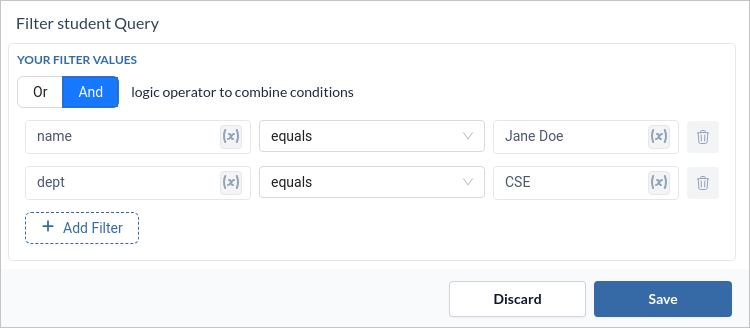 Filter student Query
YOUR FILTER VALUES
Or And logic operator to combine conditions
name (x) equals Jane Doe (x)
dept (x) equals CSE (x)
+ Add Filter
Discard Save